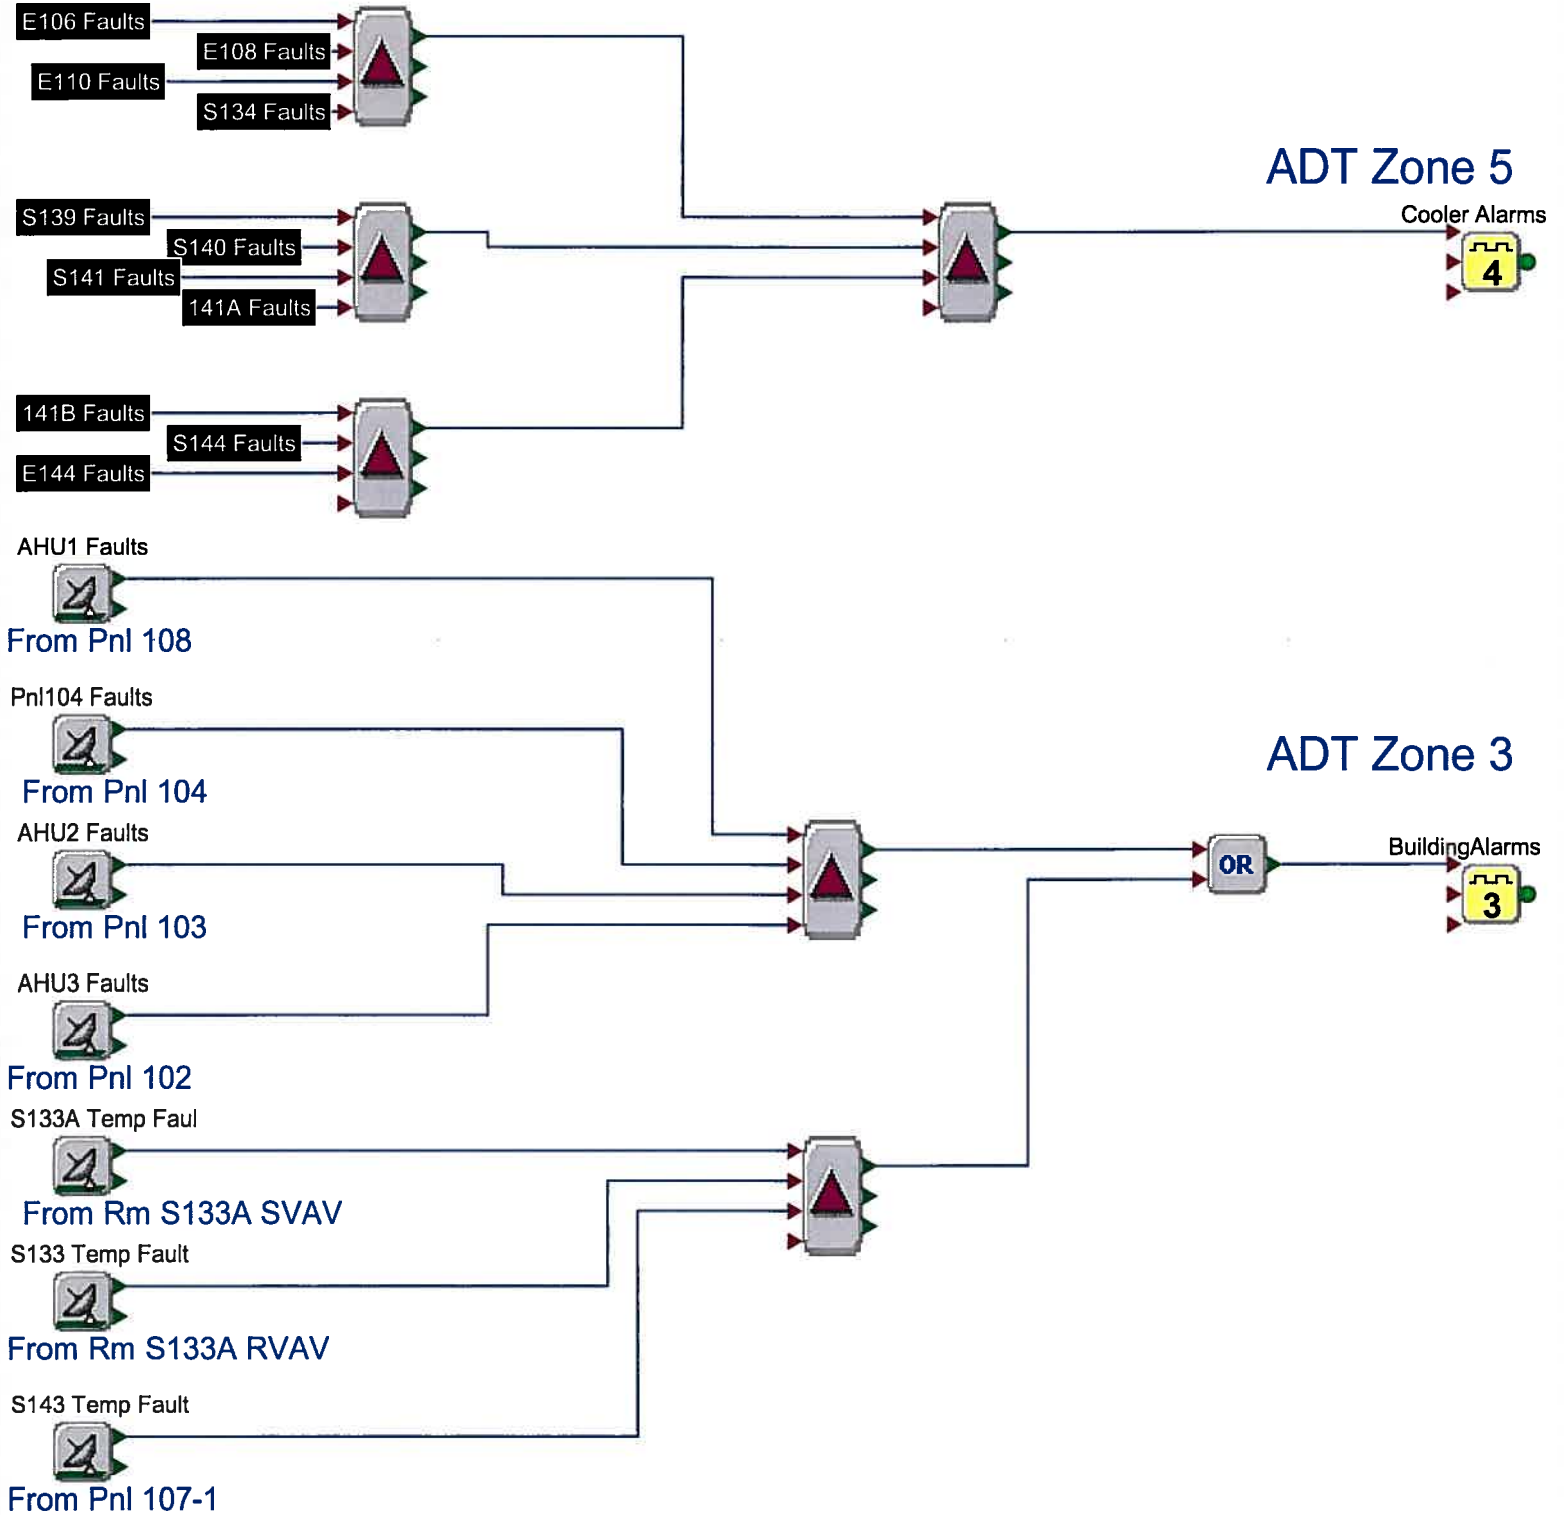 E106 Faults
E108 Faults
E110 Faults
S134 Faults
ADT Zone 5
Cooler Alarms
S139 Faults
S140 Faults
S141 Faults
141A Faults
4
141B Faults
S144 Faults
E144 Faults
AHU1 Faults
From Pnl 108
Pnl104 Faults
From Pnl 104
ADT Zone 3
AHU2 Faults
From Pnl 103
OR
BuildingAlarms
3
AHU3 Faults
From Pnl 102
S133A Temp Faul
From Rm S133A SVAV
S133 Temp Fault
From Rm S133A RVAV
S143 Temp Fault
From Pnl 107-1